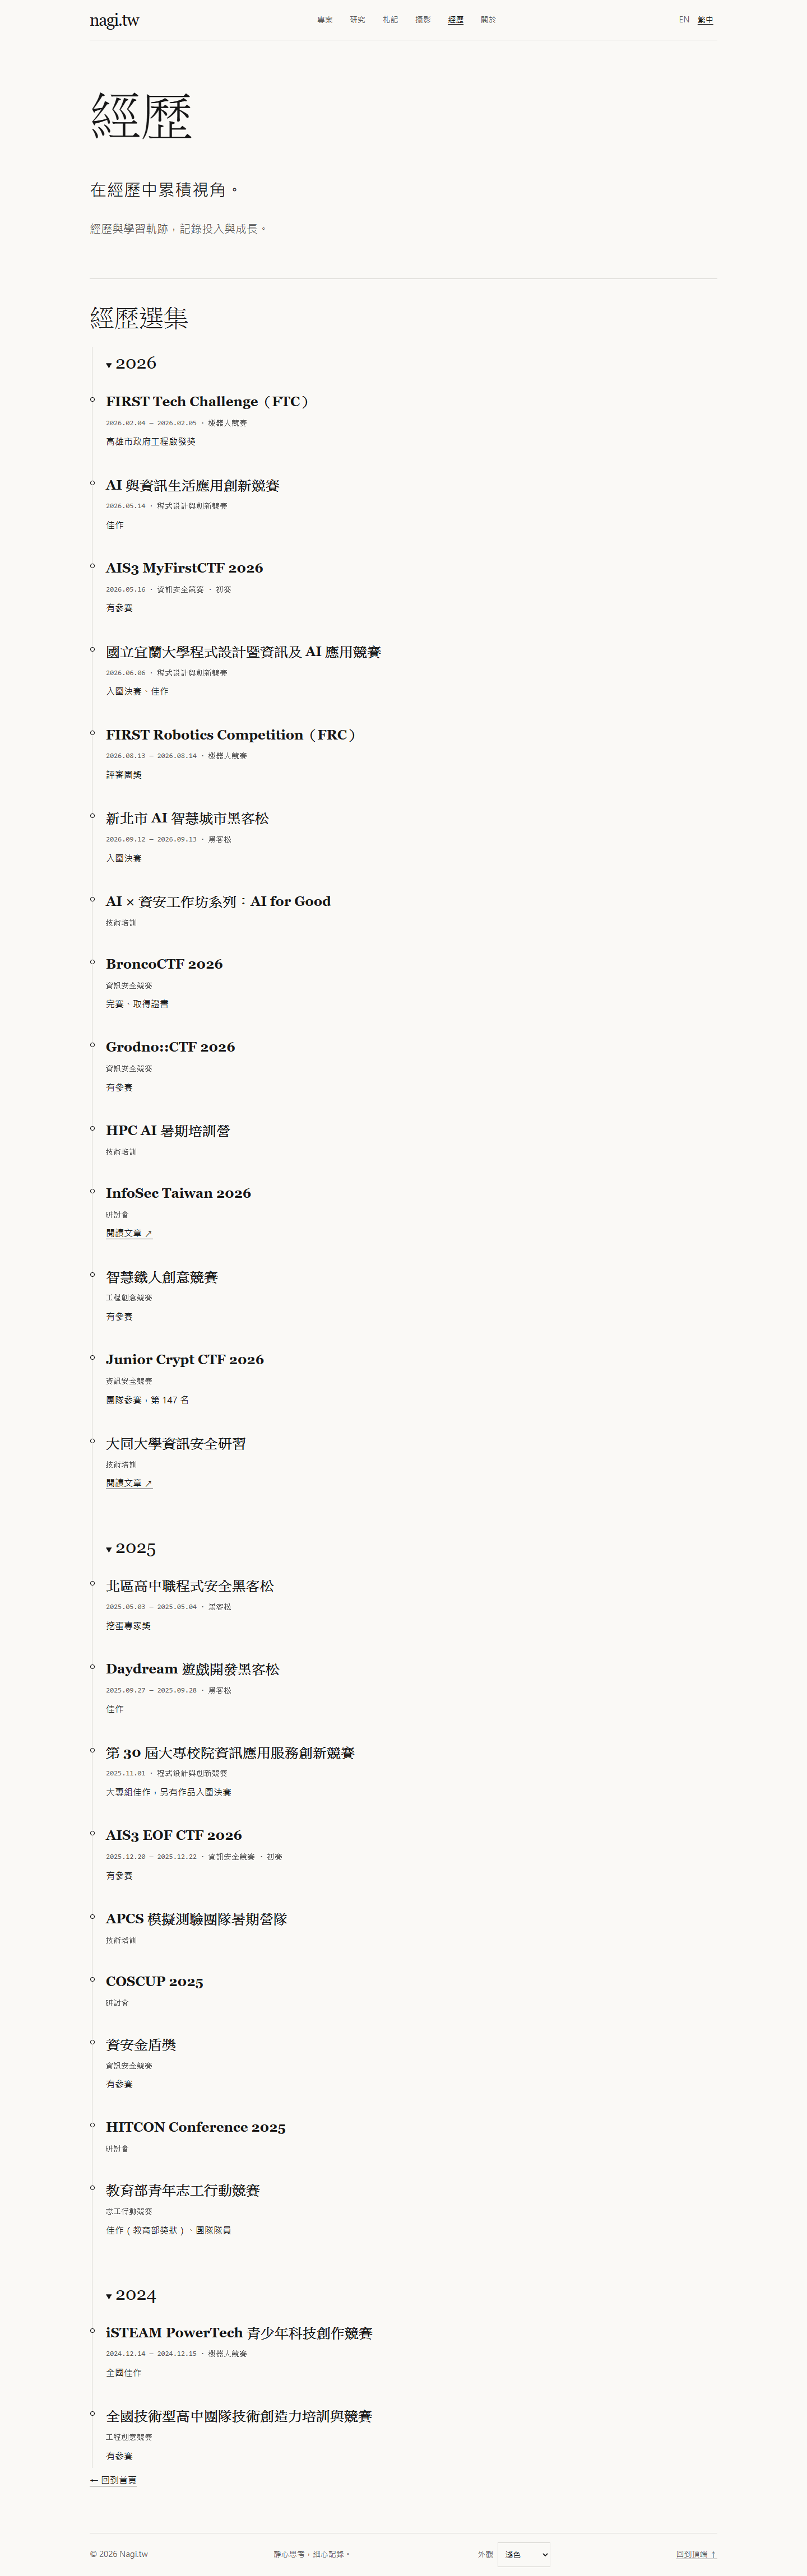 nagi.tw
專案 研究 札記 攝影 經歷 關於
EN 繁中
經歷
在經歷中累積視角。
經歷與學習軌跡，記錄投入與成長。
經歷選集
▾ 2026
FIRST Tech Challenge（FTC）
2026.02.04 — 2026.02.05 · 機器人競賽
高雄市政府工程啟發獎
AI 與資訊生活應用創新競賽
2026.05.14 · 程式設計與創新競賽
佳作
AIS3 MyFirstCTF 2026
2026.05.16 · 資訊安全競賽 · 初賽
有參賽
國立宜蘭大學程式設計暨資訊及 AI 應用競賽
2026.06.06 · 程式設計與創新競賽
入圍決賽、佳作
FIRST Robotics Competition（FRC）
2026.08.13 — 2026.08.14 · 機器人競賽
評審團獎
新北市 AI 智慧城市黑客松
2026.09.12 — 2026.09.13 · 黑客松
入圍決賽
AI × 資安工作坊系列：AI for Good
技術培訓
BroncoCTF 2026
資訊安全競賽
完賽、取得證書
Grodno::CTF 2026
資訊安全競賽
有參賽
HPC AI 暑期培訓營
技術培訓
InfoSec Taiwan 2026
研討會
閱讀文章 ↗
智慧鐵人創意競賽
工程創意競賽
有參賽
Junior Crypt CTF 2026
資訊安全競賽
團隊參賽，第 147 名
大同大學資訊安全研習
技術培訓
閱讀文章 ↗
▾ 2025
北區高中職程式安全黑客松
2025.05.03 — 2025.05.04 · 黑客松
挖蛋專家獎
Daydream 遊戲開發黑客松
2025.09.27 — 2025.09.28 · 黑客松
佳作
第 30 屆大專校院資訊應用服務創新競賽
2025.11.01 · 程式設計與創新競賽
大專組佳作，另有作品入圍決賽
AIS3 EOF CTF 2026
2025.12.20 — 2025.12.22 · 資訊安全競賽 · 初賽
有參賽
APCS 模擬測驗團隊暑期營隊
技術培訓
COSCUP 2025
研討會
資安金盾獎
資訊安全競賽
有參賽
HITCON Conference 2025
研討會
教育部青年志工行動競賽
志工行動競賽
佳作（教育部獎狀）、團隊隊員
▾ 2024
iSTEAM PowerTech 青少年科技創作競賽
2024.12.14 — 2024.12.15 · 機器人競賽
全國佳作
全國技術型高中團隊技術創造力培訓與競賽
工程創意競賽
有參賽
← 回到首頁
© 2026 Nagi.tw
靜心思考，細心記錄。
外觀 淺色
回到頂端 ↑